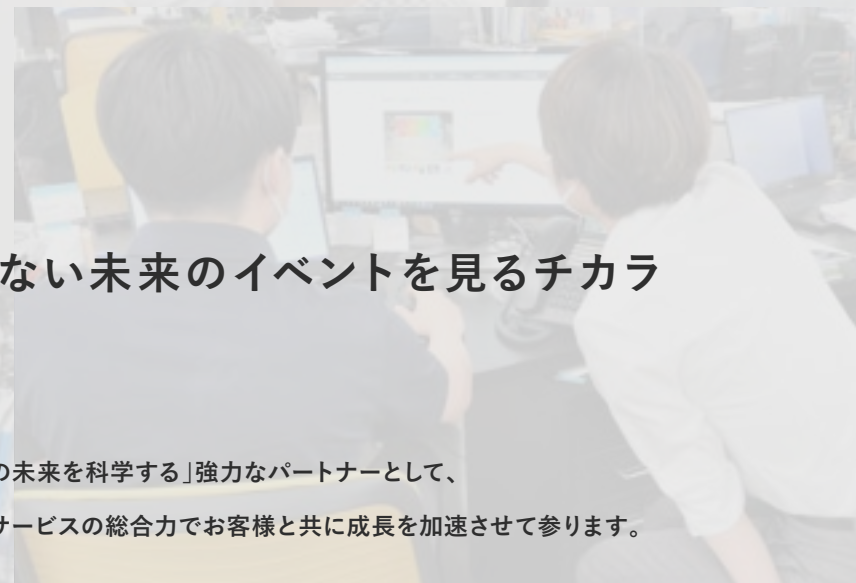 ない未来のイベントを見るチカラ
の未来を科学する」強力なパートナーとして、
サービスの総合力でお客様と共に成長を加速させて参ります。